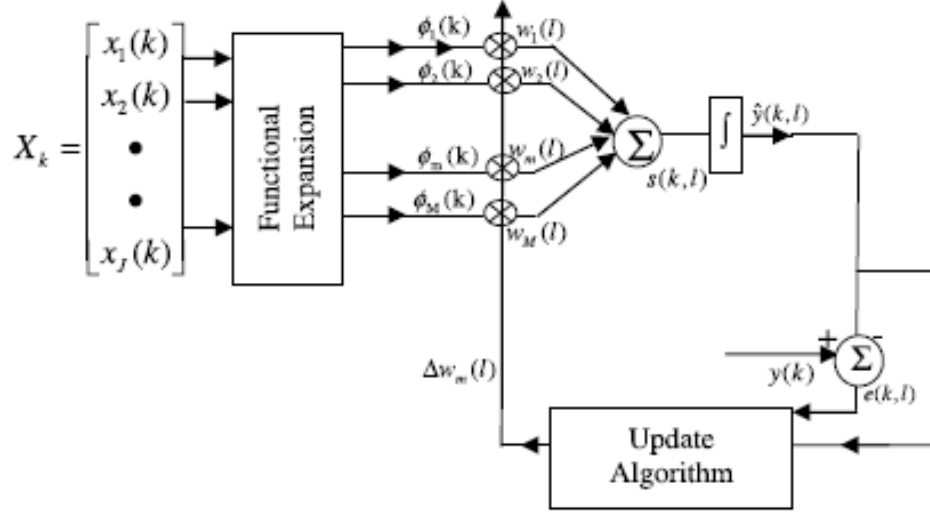 X_k =
x_1(k)
x_2(k)
x_J(k)
Functional
Expansion
ϕ_1(k)
ϕ_2(k)
ϕ_m(k)
ϕ_M(k)
w_1(l)
w_2(l)
w_m(l)
w_M(l)
Σ
s(k,l)
∫
ŷ(k,l)
+
-
Σ
y(k)
e(k,l)
Δw_m(l)
Update
Algorithm